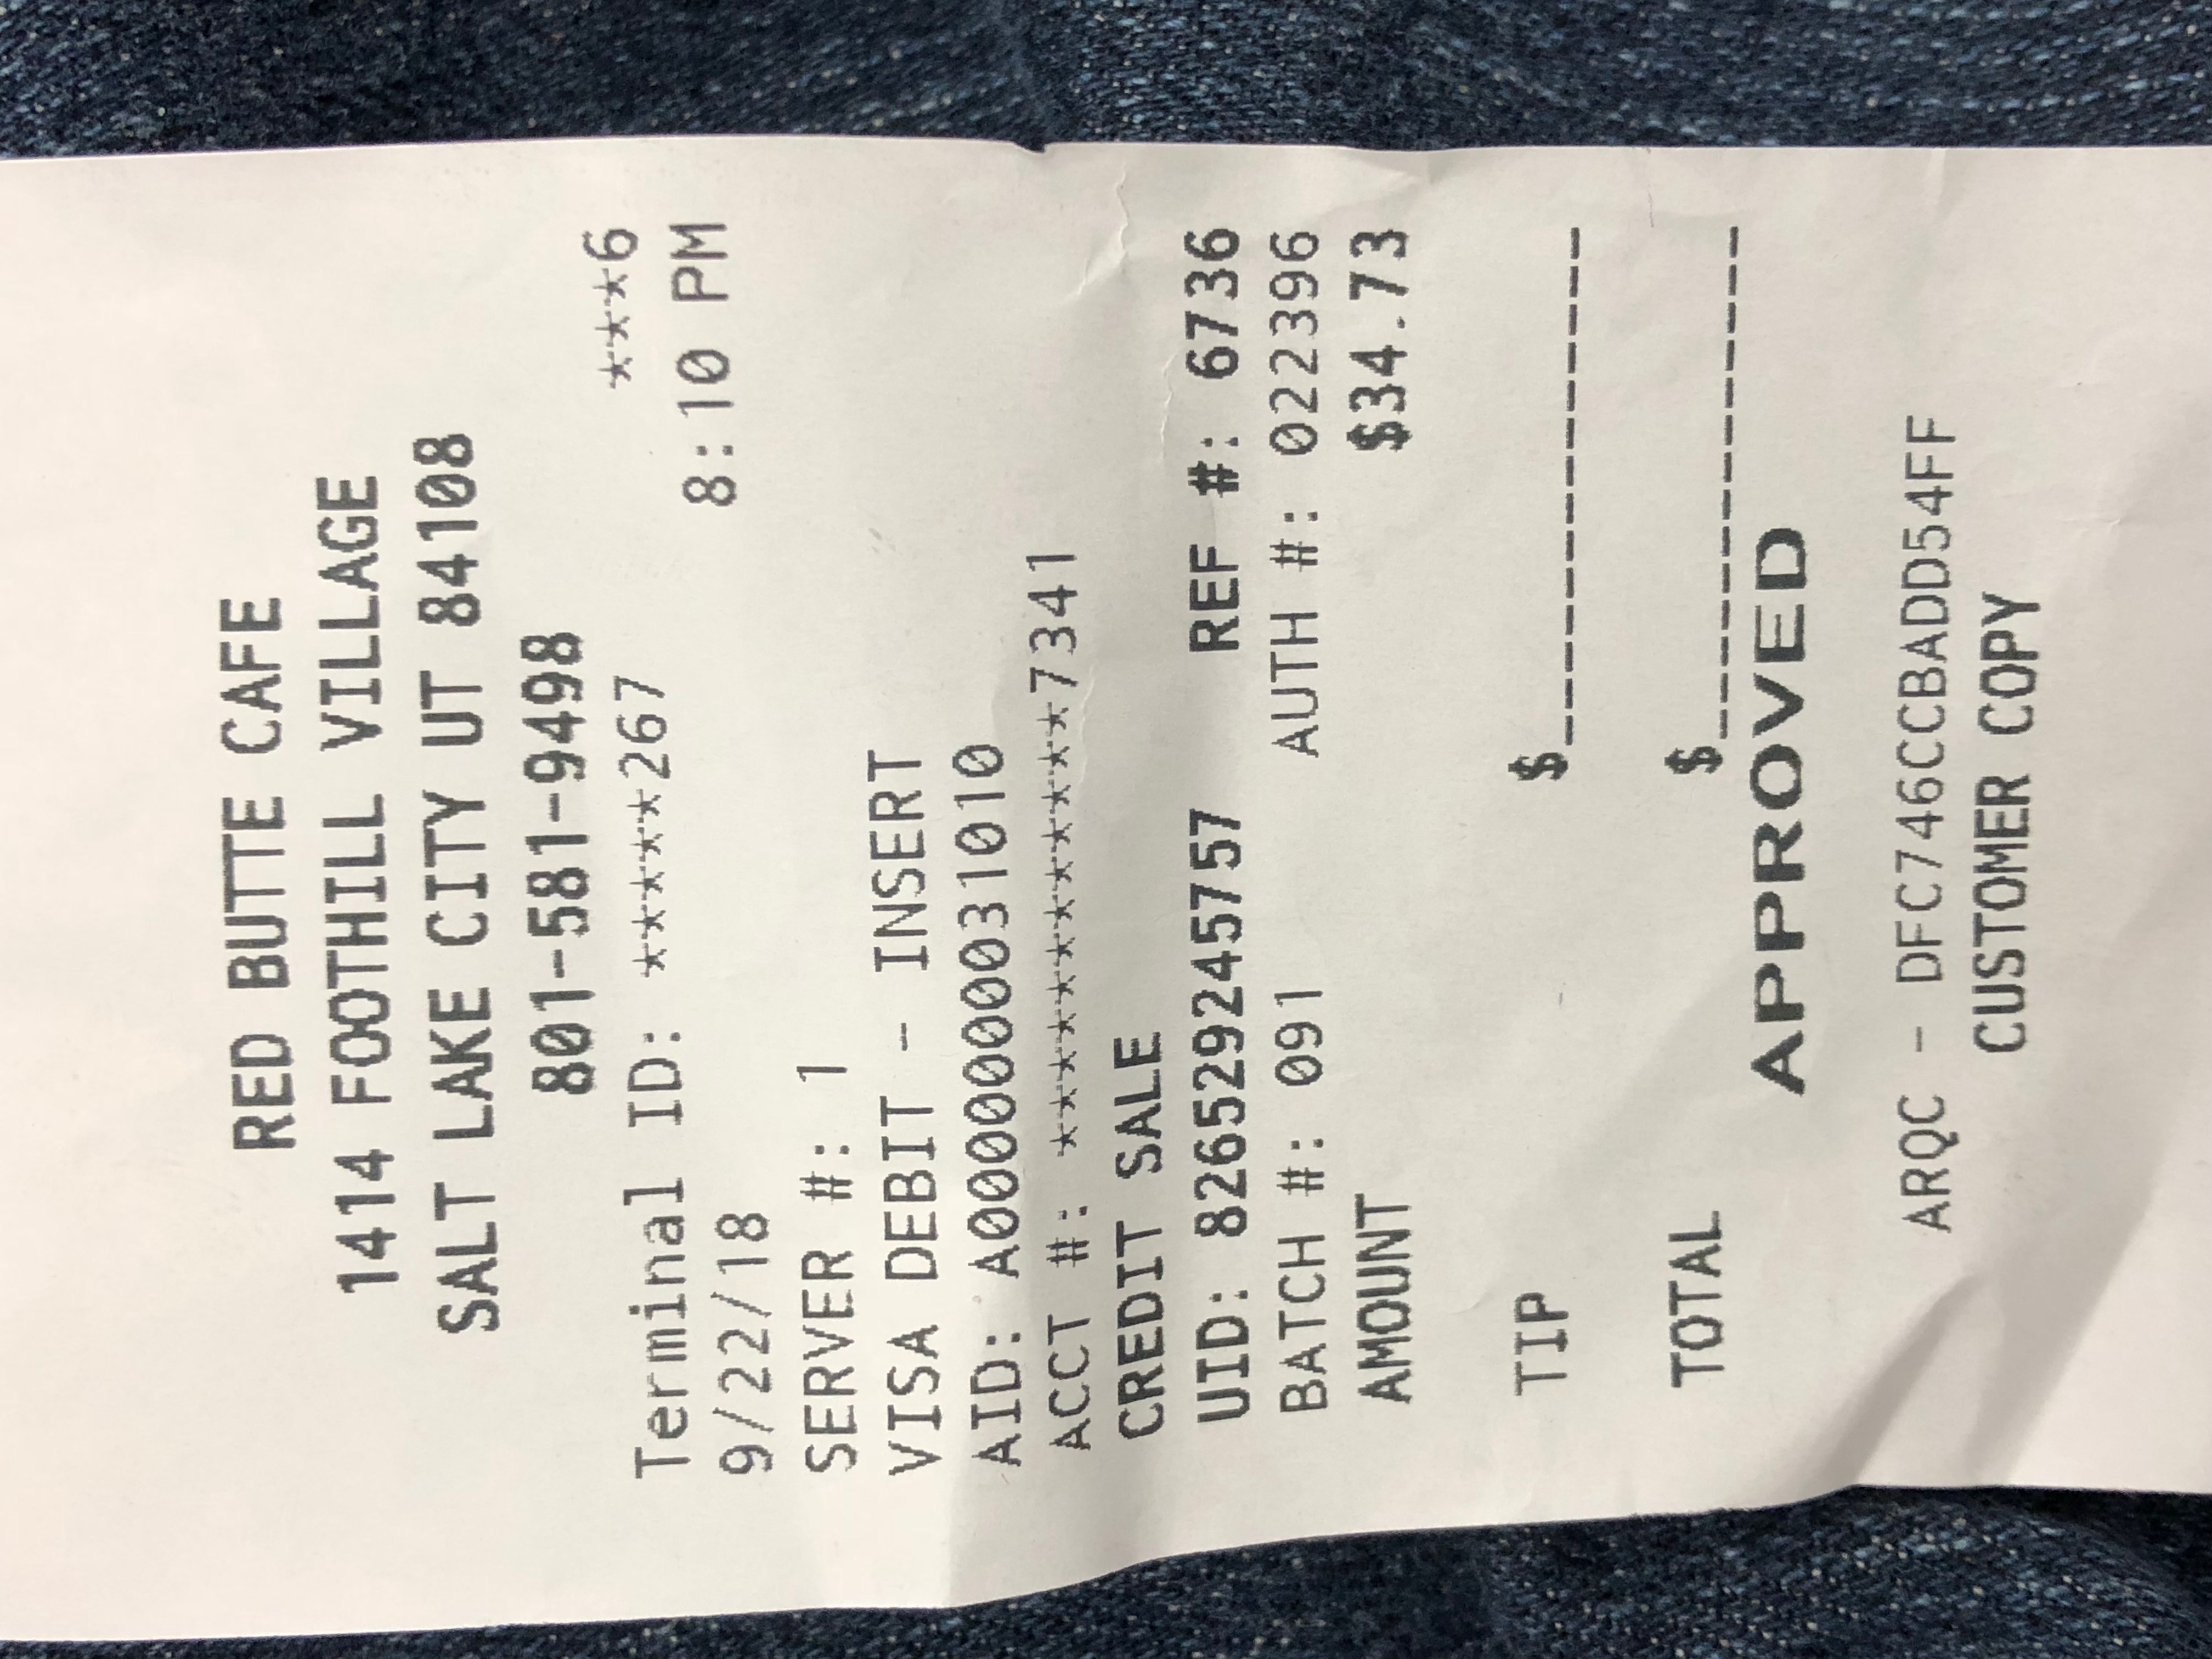 RED BUTTE CAFE
1414 FOOTHILL VILLAGE
SALT LAKE CITY UT 84108
801-581-9498
Terminal ID: *****267 ***6
9/22/18 8:10 PM
SERVER #: 1
VISA DEBIT - INSERT
AID: A0000000031010
ACCT #: ************7341
CREDIT SALE
UID: 826529245757 REF #: 6736
BATCH #: 091 AUTH #: 022396
AMOUNT $34.73
TIP $_______________
TOTAL $_______________
APPROVED
ARQC - DFC746CCBADD54FF
CUSTOMER COPY